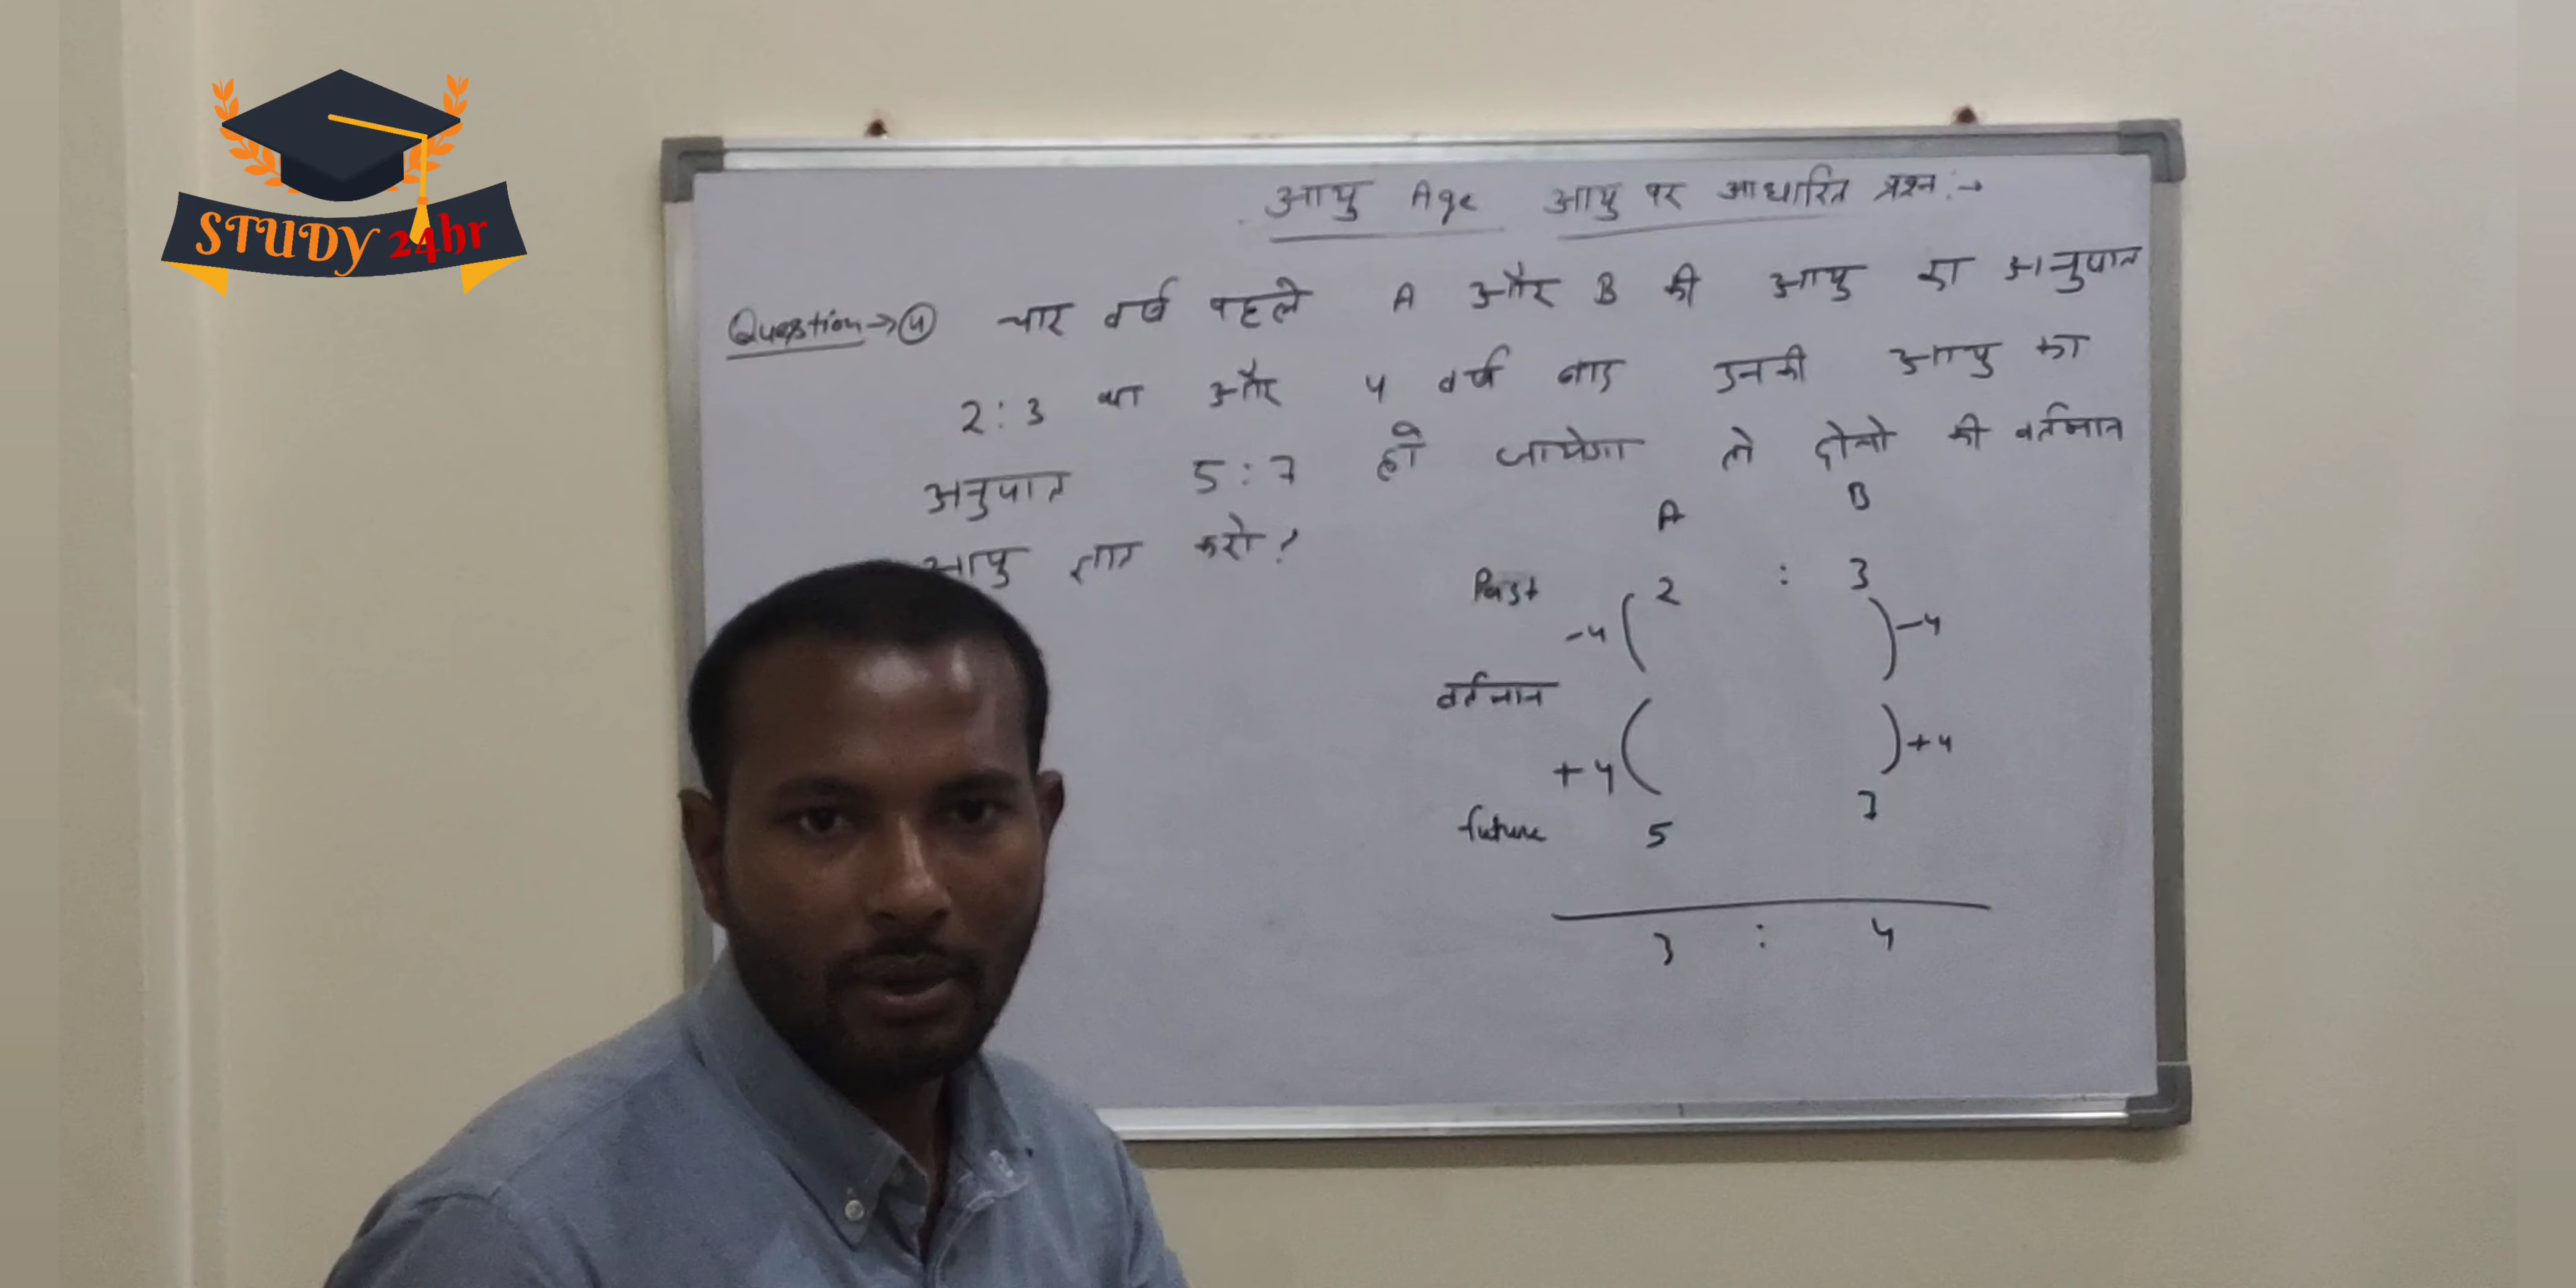 STUDY 24hr
आयु Age आयु पर आधारित प्रश्न :→
Question→④ चार वर्ष पहले A और B की आयु का अनुपात
2:3 था और 4 वर्ष बाद उनकी आयु का
अनुपात 5:7 हो जायेगा तो दोनो की वर्तमान
आयु ज्ञात करो?
A B
Past 2 : 3
-4 ( ) -4
वर्तमान
+4 ( ) +4
future 5 7
3 : 4